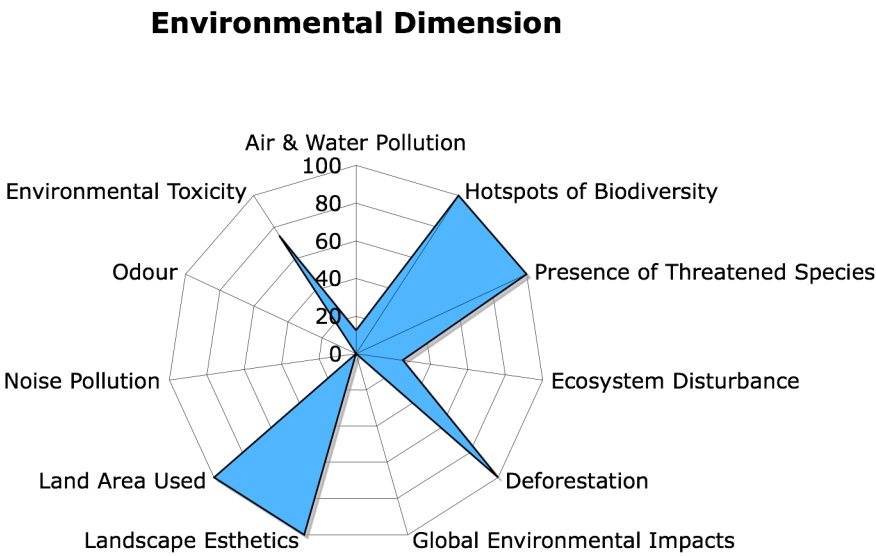 Environmental Dimension
Air & Water Pollution
100
Environmental Toxicity
Hotspots of Biodiversity
80
60
Odour
Presence of Threatened Species
40
20
0
Noise Pollution
Ecosystem Disturbance
Land Area Used
Deforestation
Landscape Esthetics
Global Environmental Impacts